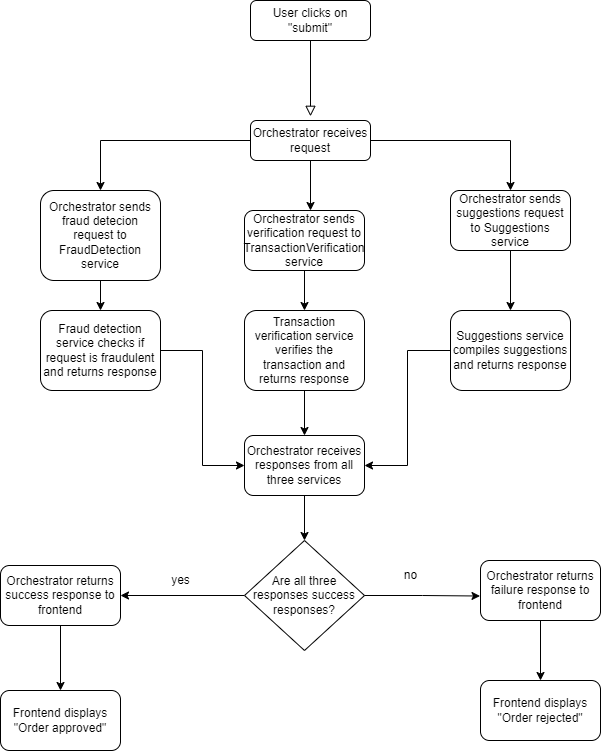 User clicks on
"submit"
Orchestrator receives
request
Orchestrator sends
fraud detecion
request to
FraudDetection
service
Orchestrator sends
verification request to
TransactionVerification
service
Orchestrator sends
suggestions request
to Suggestions
service
Fraud detection
service checks if
request is fraudulent
and returns response
Transaction
verification service
verifies the
transaction and
returns response
Suggestions service
compiles suggestions
and returns response
Orchestrator receives
responses from all
three services
Are all three
responses success
responses?
yes
no
Orchestrator returns
success response to
frontend
Orchestrator returns
failure response to
frontend
Frontend displays
"Order approved"
Frontend displays
"Order rejected"